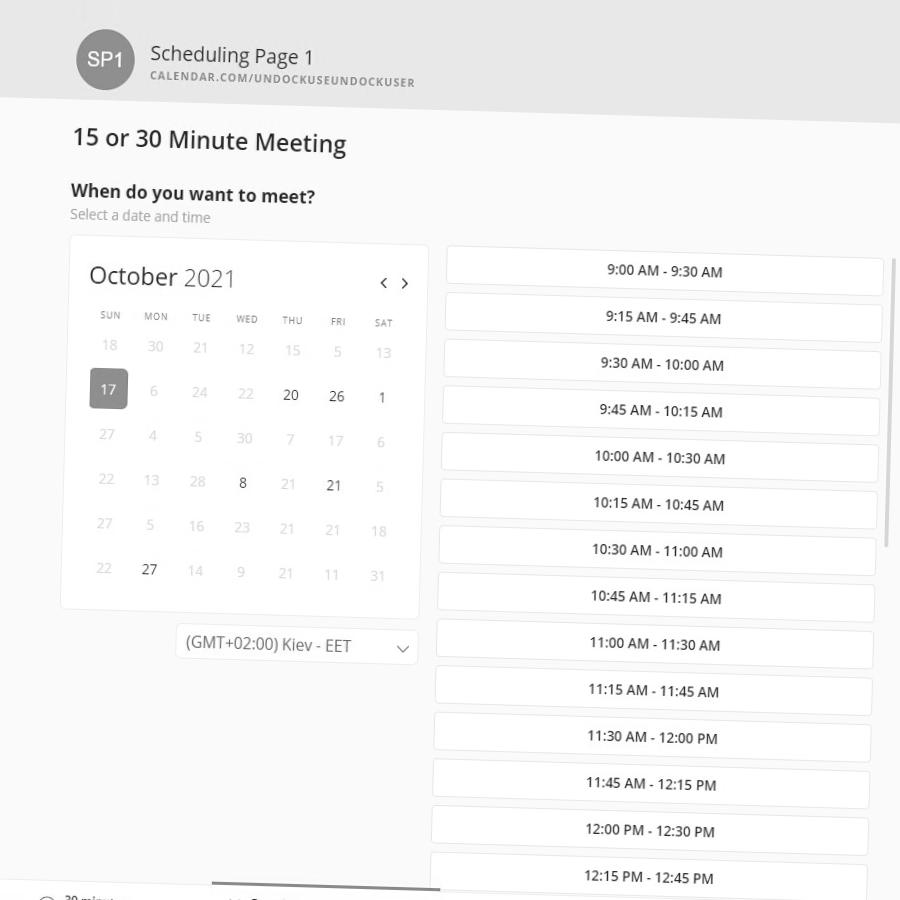 SP1
Scheduling Page 1
CALENDAR.COM/UNDOCKUSEUNDOCKUSER
15 or 30 Minute Meeting
When do you want to meet?
Select a date and time
October 2021
SUN MON TUE WED THU FRI SAT
18 30 21 12 15 5 13
17 6 24 22 20 26 1
27 4 5 30 7 17 6
22 13 28 8 21 21 5
27 5 16 23 21 21 18
22 27 14 9 21 11 31
(GMT+02:00) Kiev - EET
9:00 AM - 9:30 AM
9:15 AM - 9:45 AM
9:30 AM - 10:00 AM
9:45 AM - 10:15 AM
10:00 AM - 10:30 AM
10:15 AM - 10:45 AM
10:30 AM - 11:00 AM
10:45 AM - 11:15 AM
11:00 AM - 11:30 AM
11:15 AM - 11:45 AM
11:30 AM - 12:00 PM
11:45 AM - 12:15 PM
12:00 PM - 12:30 PM
12:15 PM - 12:45 PM